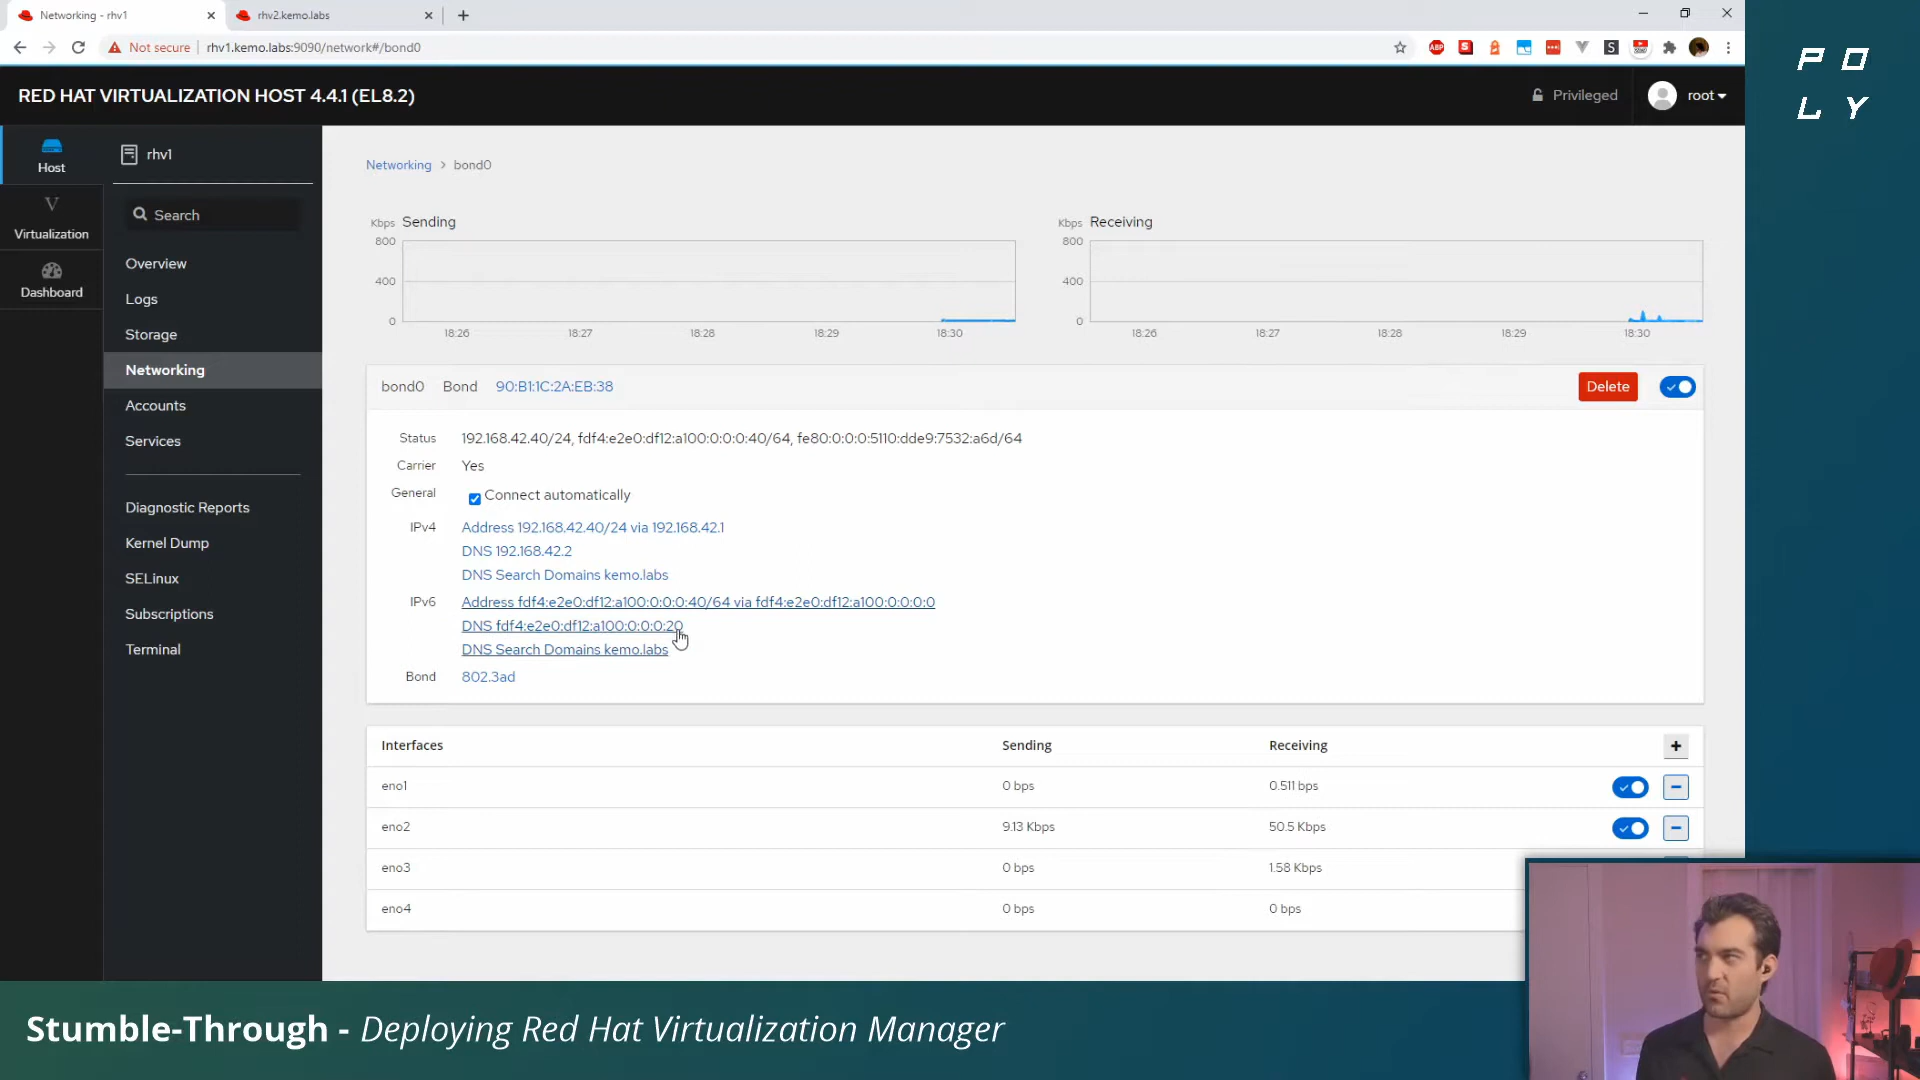 Networking - rhv1
rhv2.kemo.labs
Not secure
rhv1.kemo.labs:9090/network#/bond0
ABP
S
S
RED HAT VIRTUALIZATION HOST 4.4.1 (EL8.2)
Privileged
root
PO
LY
Host
V
Virtualization
Dashboard
rhv1
Search
Overview
Logs
Storage
Networking
Accounts
Services
Diagnostic Reports
Kernel Dump
SELinux
Subscriptions
Terminal
Networking > bond0
Kbps Sending
800
400
0
18:26 18:27 18:28 18:29 18:30
Kbps Receiving
800
400
0
18:26 18:27 18:28 18:29 18:30
bond0 Bond 90:B1:1C:2A:EB:38
Delete
Status 192.168.42.40/24, fdf4:e2e0:df12:a100:0:0:0:40/64, fe80:0:0:0:5110:dde9:7532:a6d/64
Carrier Yes
General Connect automatically
IPv4 Address 192.168.42.40/24 via 192.168.42.1
DNS 192.168.42.2
DNS Search Domains kemo.labs
IPv6 Address fdf4:e2e0:df12:a100:0:0:0:40/64 via fdf4:e2e0:df12:a100:0:0:0:0
DNS fdf4:e2e0:df12:a100:0:0:0:20
DNS Search Domains kemo.labs
Bond 802.3ad
Interfaces Sending Receiving
eno1 0 bps 0.511 bps
eno2 9.13 Kbps 50.5 Kbps
eno3 0 bps 1.58 Kbps
eno4 0 bps 0 bps
Stumble-Through - Deploying Red Hat Virtualization Manager